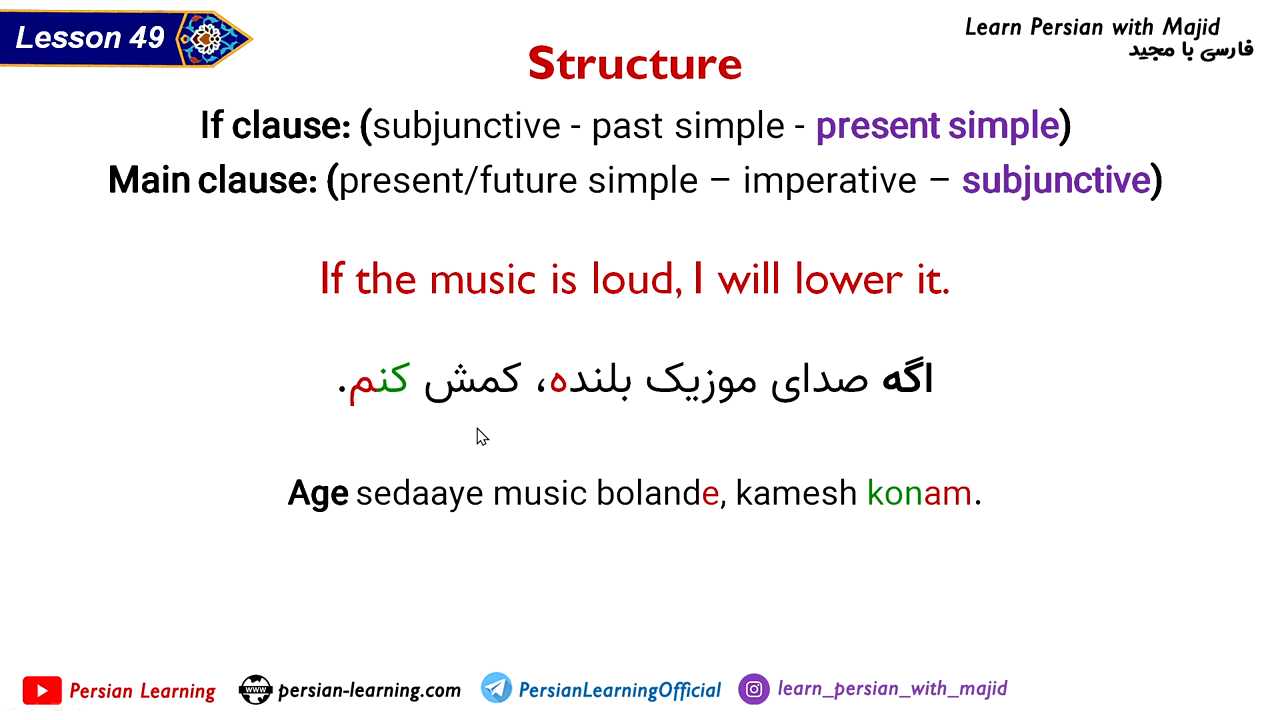 Lesson 49
Learn Persian with Majid
فارسی با مجید
Structure
If clause: (subjunctive - past simple - present simple)
Main clause: (present/future simple – imperative – subjunctive)
If the music is loud, I will lower it.
اگه صدای موزیک بلنده، کمش کنم.
Age sedaaye music bolande, kamesh konam.
Persian Learning
www
persian-learning.com
PersianLearningOfficial
learn_persian_with_majid